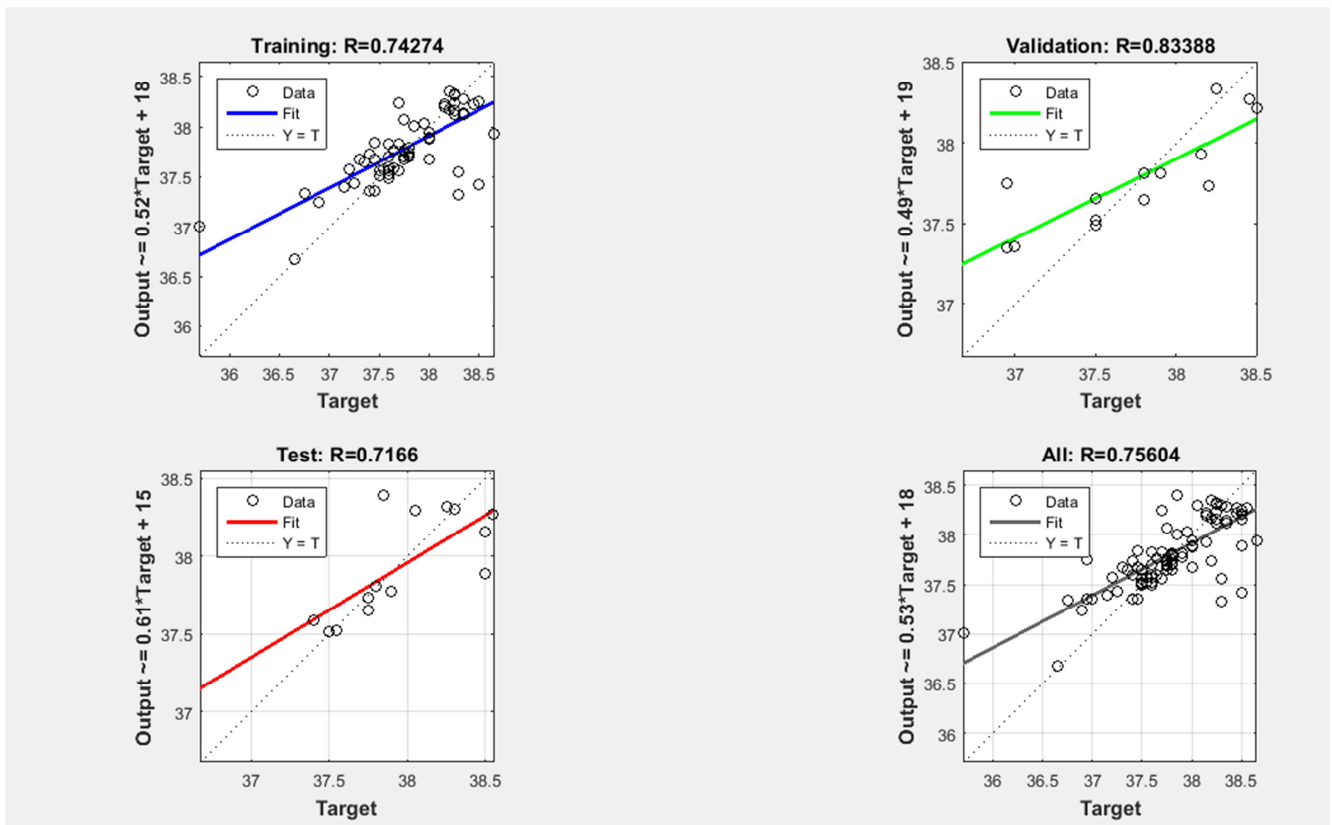 Training: R=0.74274
Output ~= 0.52*Target + 18
38.5
38
37.5
37
36.5
36
Data
Fit
Y = T
36 36.5 37 37.5 38 38.5
Target
Validation: R=0.83388
Output ~= 0.49*Target + 19
38.5
38
37.5
37
Data
Fit
Y = T
37 37.5 38 38.5
Target
Test: R=0.7166
Output ~= 0.61*Target + 15
38.5
38
37.5
37
Data
Fit
Y = T
37 37.5 38 38.5
Target
All: R=0.75604
Output ~= 0.53*Target + 18
38.5
38
37.5
37
36.5
36
Data
Fit
Y = T
36 36.5 37 37.5 38 38.5
Target